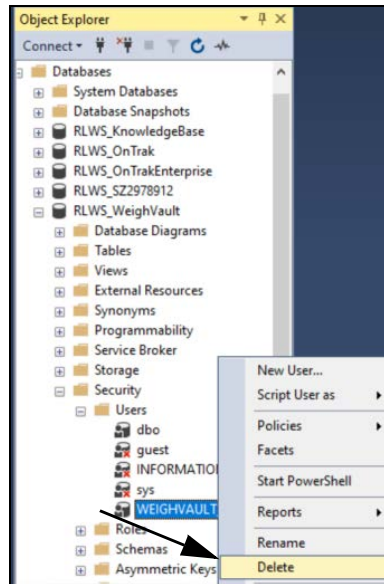 Object Explorer
Connect
Databases
System Databases
Database Snapshots
RLWS_KnowledgeBase
RLWS_OnTrak
RLWS_OnTrakEnterprise
RLWS_SZ2978912
RLWS_WeighVault
Database Diagrams
Tables
Views
External Resources
Synonyms
Programmability
Service Broker
Storage
Security
Users
dbo
guest
INFORMATIO
sys
WEIGHVAULT
Roles
Schemas
Asymmetric Keys
New User...
Script User as
Policies
Facets
Start PowerShell
Reports
Rename
Delete